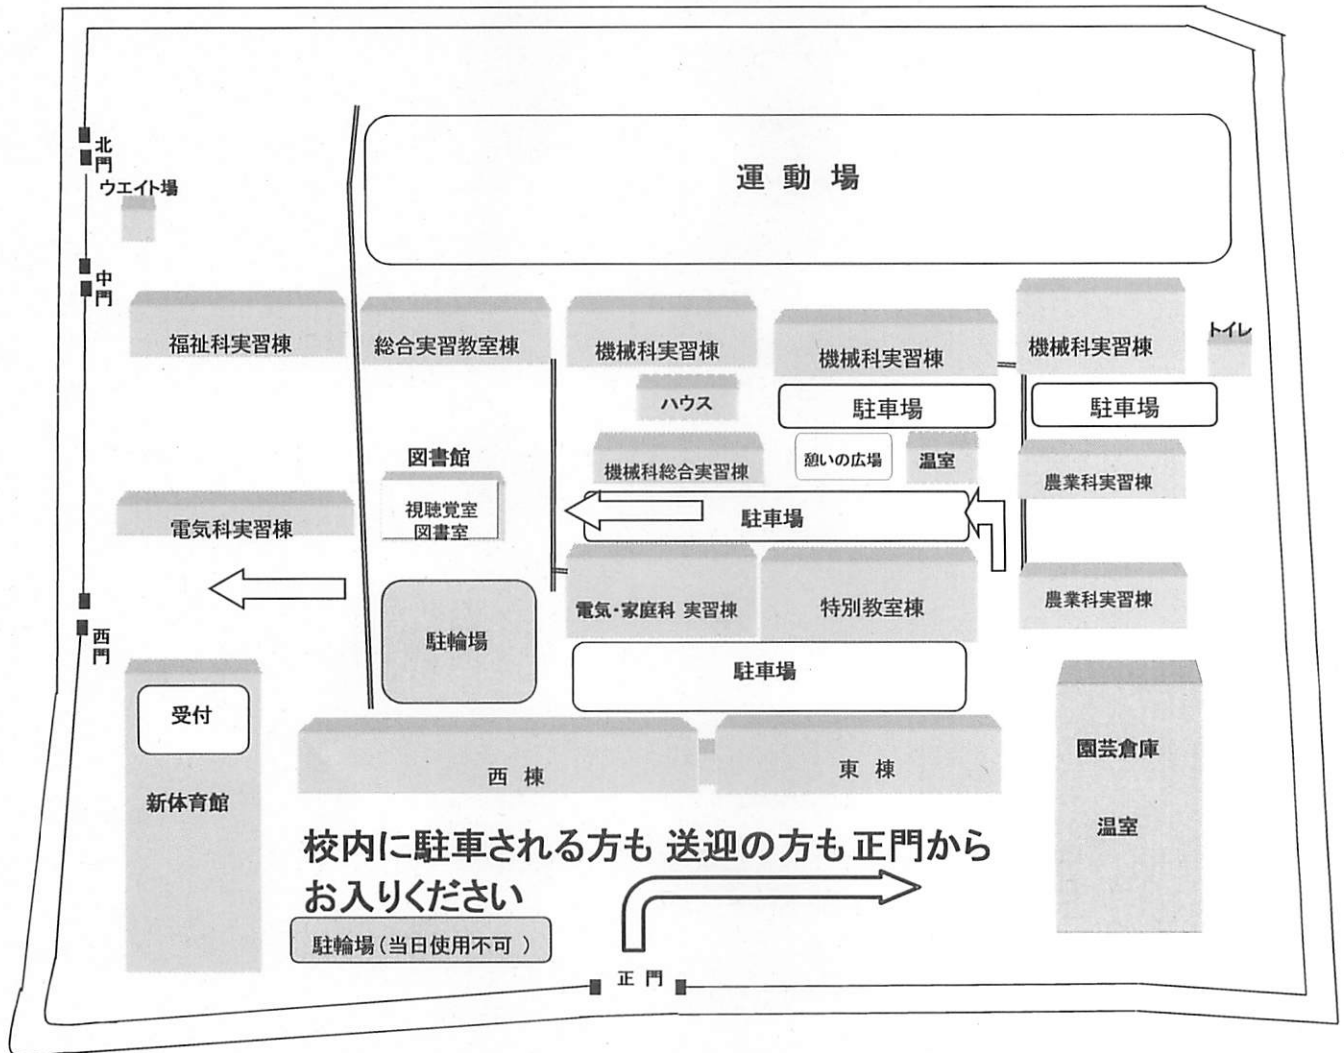 運 動 場
北門
ウエイト場
中門
福祉科実習棟
総合実習教室棟
機械科実習棟
機械科実習棟
機械科実習棟
トイレ
ハウス
駐車場
駐車場
図書館
視聴覚室
図書室
機械科総合実習棟
憩いの広場
温室
農業科実習棟
電気科実習棟
駐車場
西門
駐輪場
電気・家庭科 実習棟
特別教室棟
農業科実習棟
駐車場
受付
新体育館
西 棟
東 棟
園芸倉庫
温室
校内に駐車される方も 送迎の方も 正門から
お入りください
駐輪場(当日使用不可 )
正 門